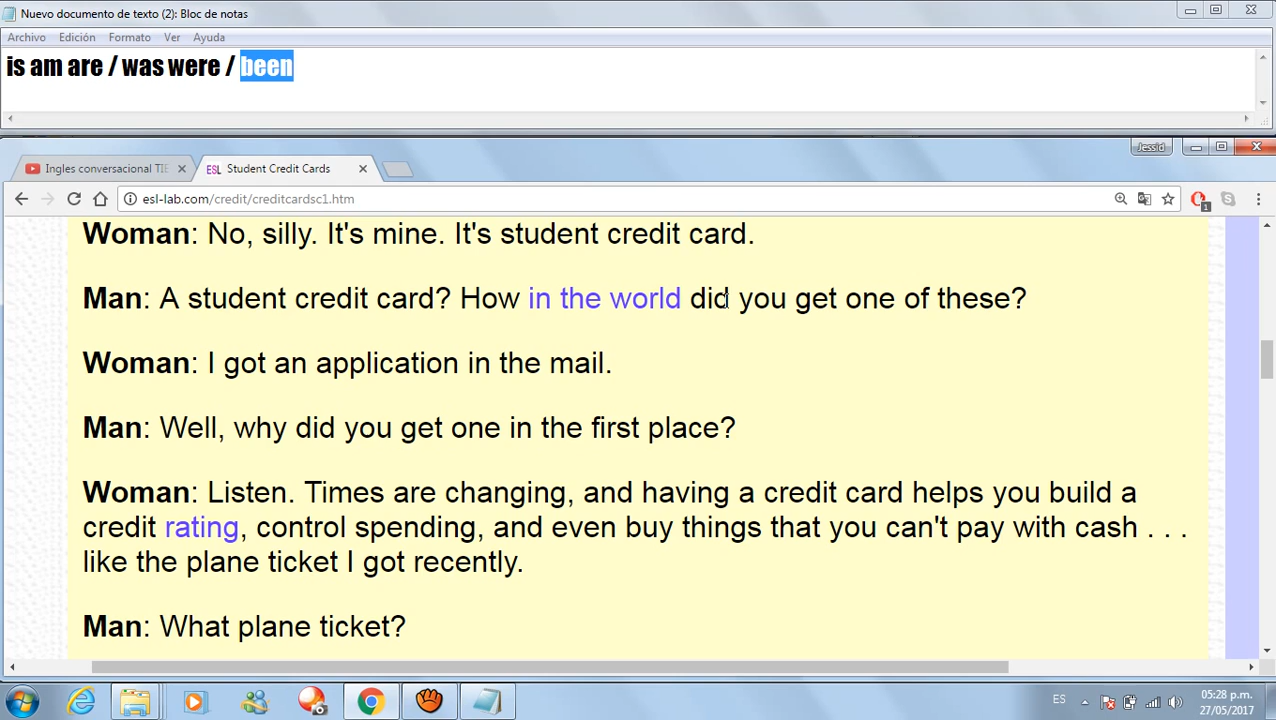 Nuevo documento de texto (2): Bloc de notas
Archivo Edición Formato Ver Ayuda
is am are / was were / been
Jessid
Ingles conversacional TIE
ESL Student Credit Cards
esl-lab.com/credit/creditcardsc1.htm
1
Woman: No, silly. It's mine. It's student credit card.
Man: A student credit card? How in the world did you get one of these?
Woman: I got an application in the mail.
Man: Well, why did you get one in the first place?
Woman: Listen. Times are changing, and having a credit card helps you build a
credit rating, control spending, and even buy things that you can't pay with cash . . .
like the plane ticket I got recently.
Man: What plane ticket?
ES
05:28 p.m.
27/05/2017